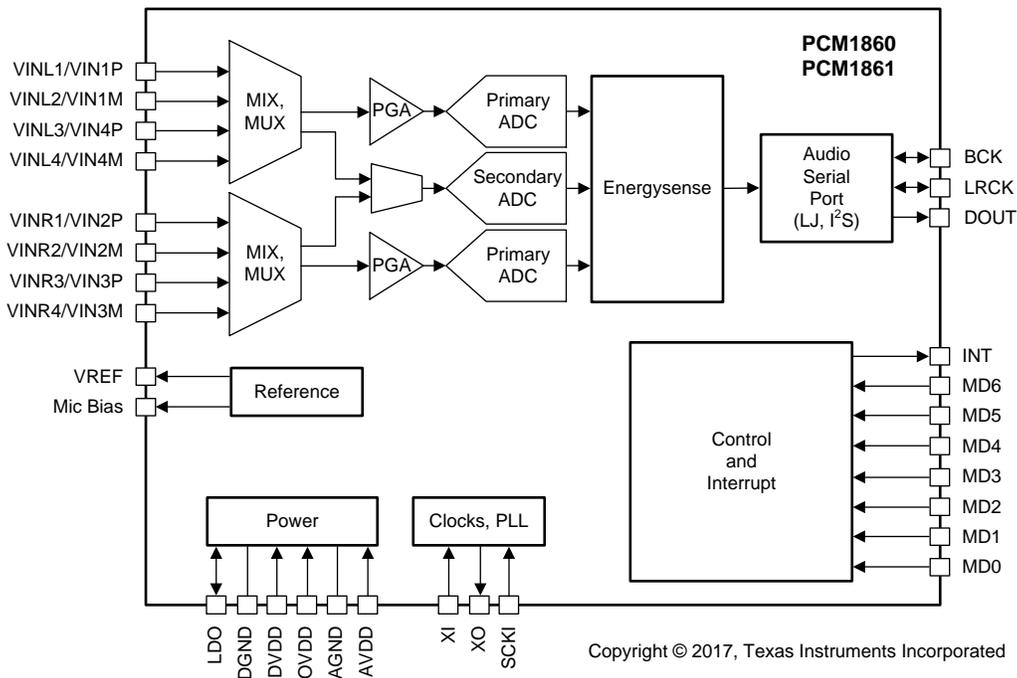 PCM1860
PCM1861
VINL1/VIN1P
VINL2/VIN1M
VINL3/VIN4P
VINL4/VIN4M
MIX,
MUX
PGA
Primary
ADC
Secondary
ADC
Energysense
Audio
Serial
Port
(LJ, I²S)
BCK
LRCK
DOUT
VINR1/VIN2P
VINR2/VIN2M
VINR3/VIN3P
VINR4/VIN3M
MIX,
MUX
PGA
Primary
ADC
VREF
Mic Bias
Reference
Control
and
Interrupt
INT
MD6
MD5
MD4
MD3
MD2
MD1
MD0
Power
Clocks, PLL
LDO
DGND
DVDD
OVDD
AGND
AVDD
XI
XO
SCKI
Copyright © 2017, Texas Instruments Incorporated